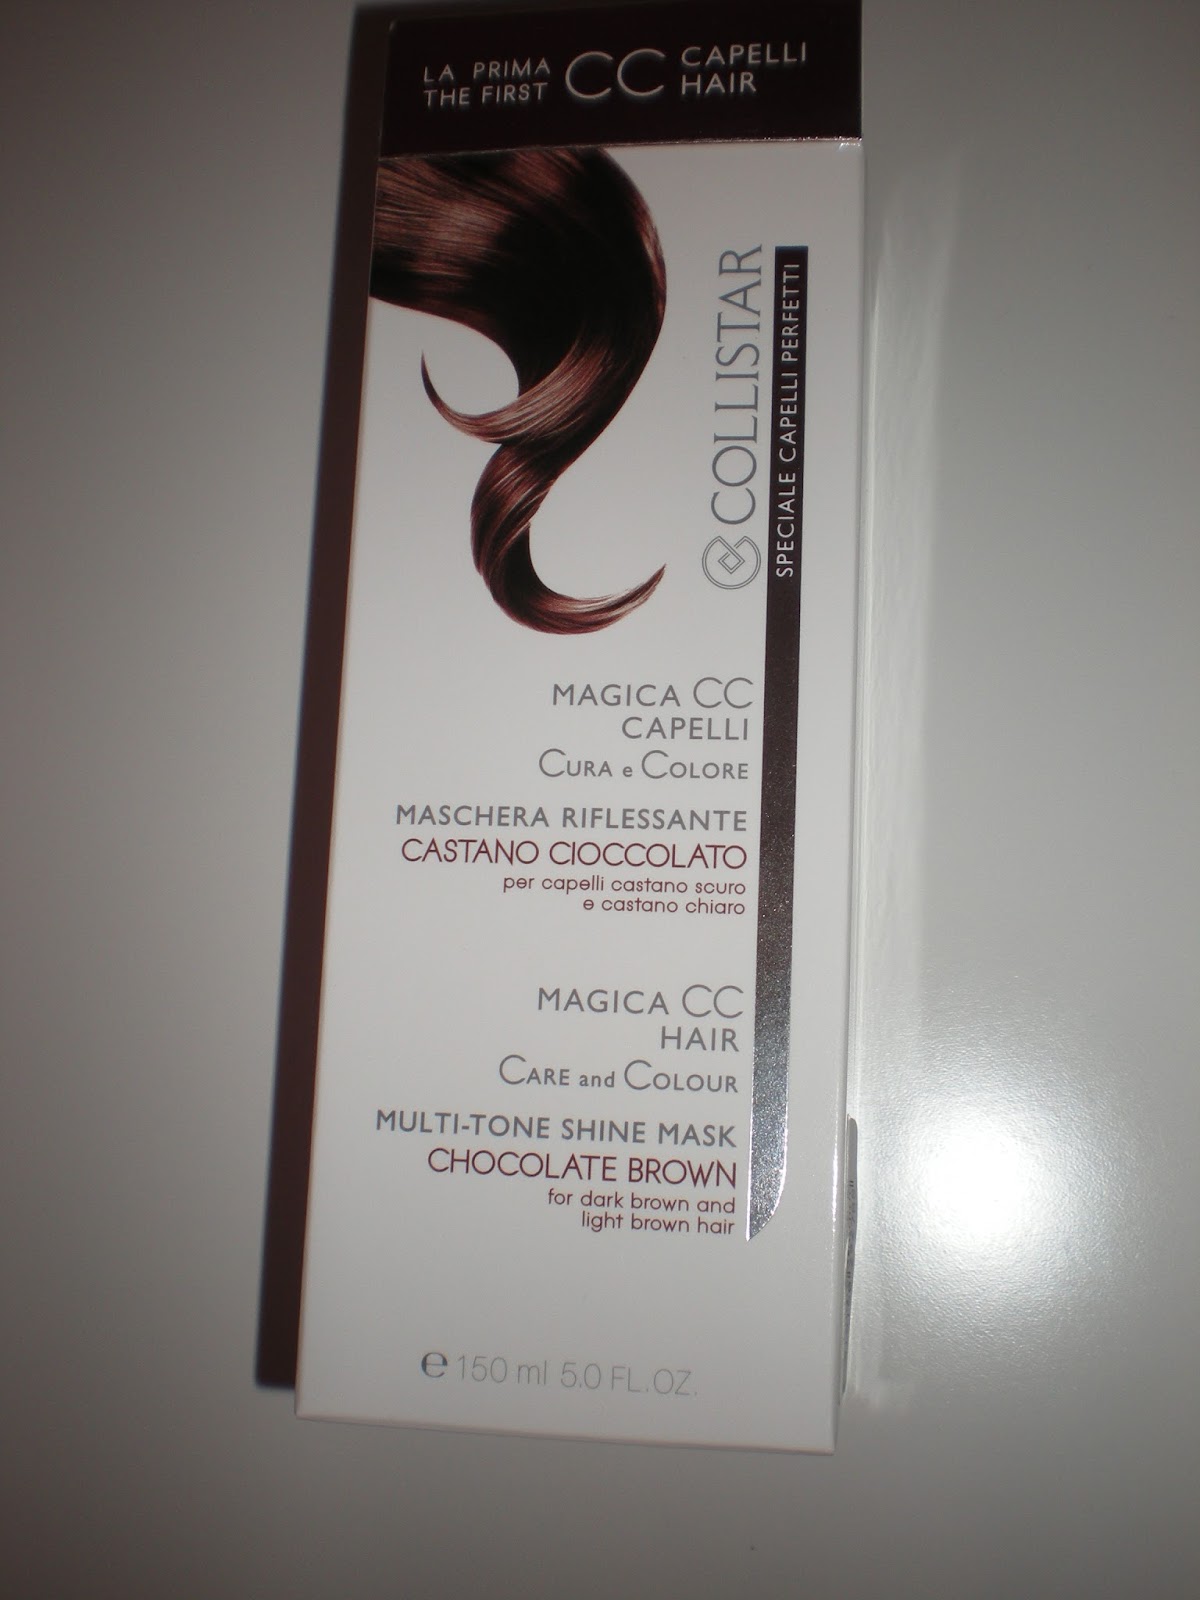 LA PRIMA CC CAPELLI
THE FIRST HAIR
COLLISTAR
SPECIALE CAPELLI PERFETTI
MAGICA CC
CAPELLI
CURA e COLORE
MASCHERA RIFLESSANTE
CASTANO CIOCCOLATO
per capelli castano scuro
e castano chiaro
MAGICA CC
HAIR
CARE and COLOUR
MULTI-TONE SHINE MASK
CHOCOLATE BROWN
for dark brown and
light brown hair
e 150 ml 5.0 FL.OZ.